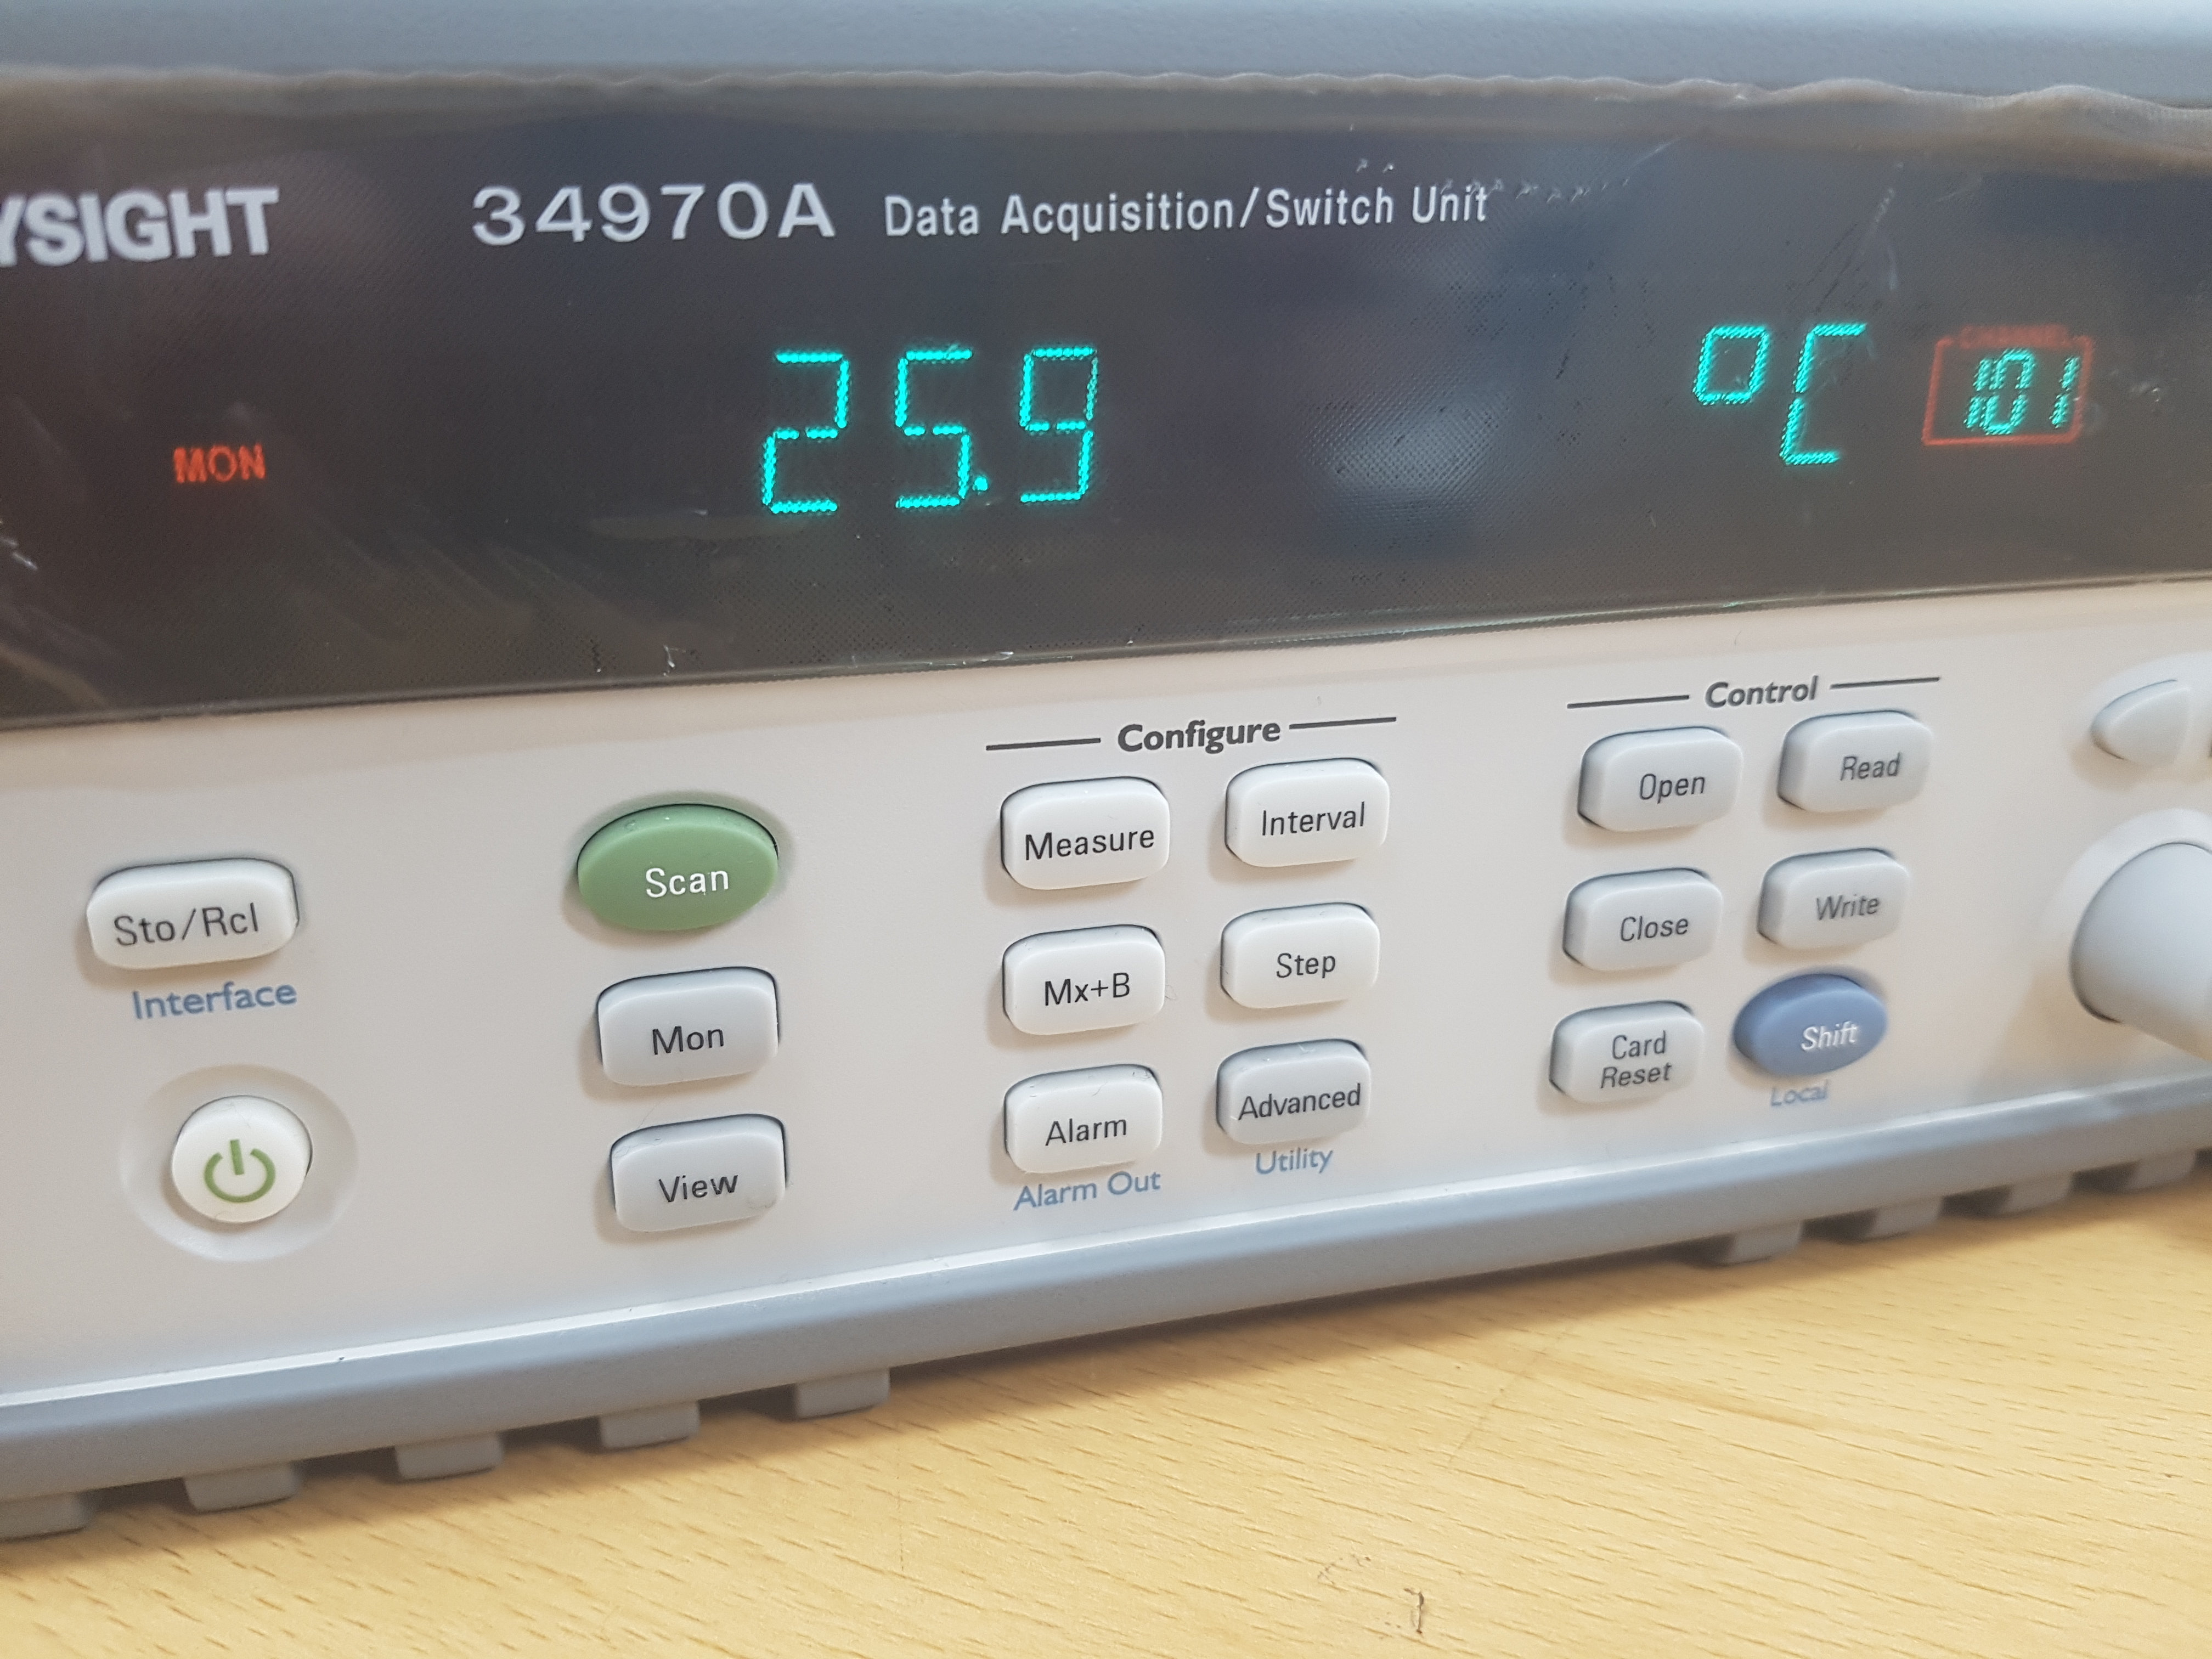 YSIGHT 34970A Data Acquisition/Switch Unit
MON 25.9 °C CHANNEL 101
Configure
Control
Sto/Rcl
Interface
Scan
Mon
View
Measure Interval
Mx+B Step
Alarm Advanced
Alarm Out Utility
Open Read
Close Write
Card Reset Shift
Local